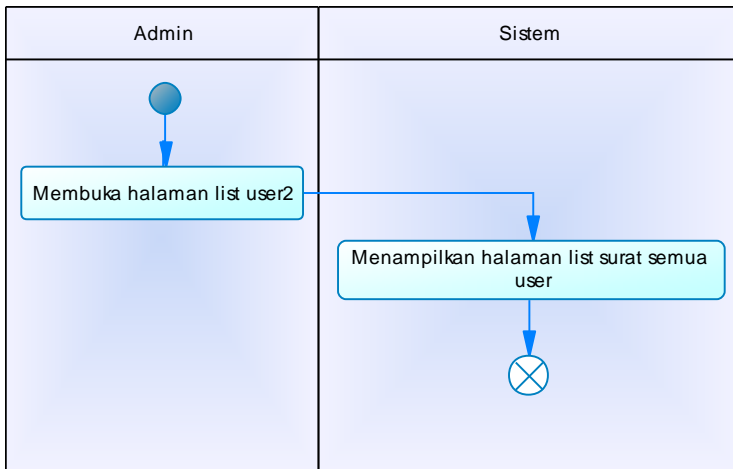 Admin
Sistem
Membuka halaman list user2
Menampilkan halaman list surat semua
user